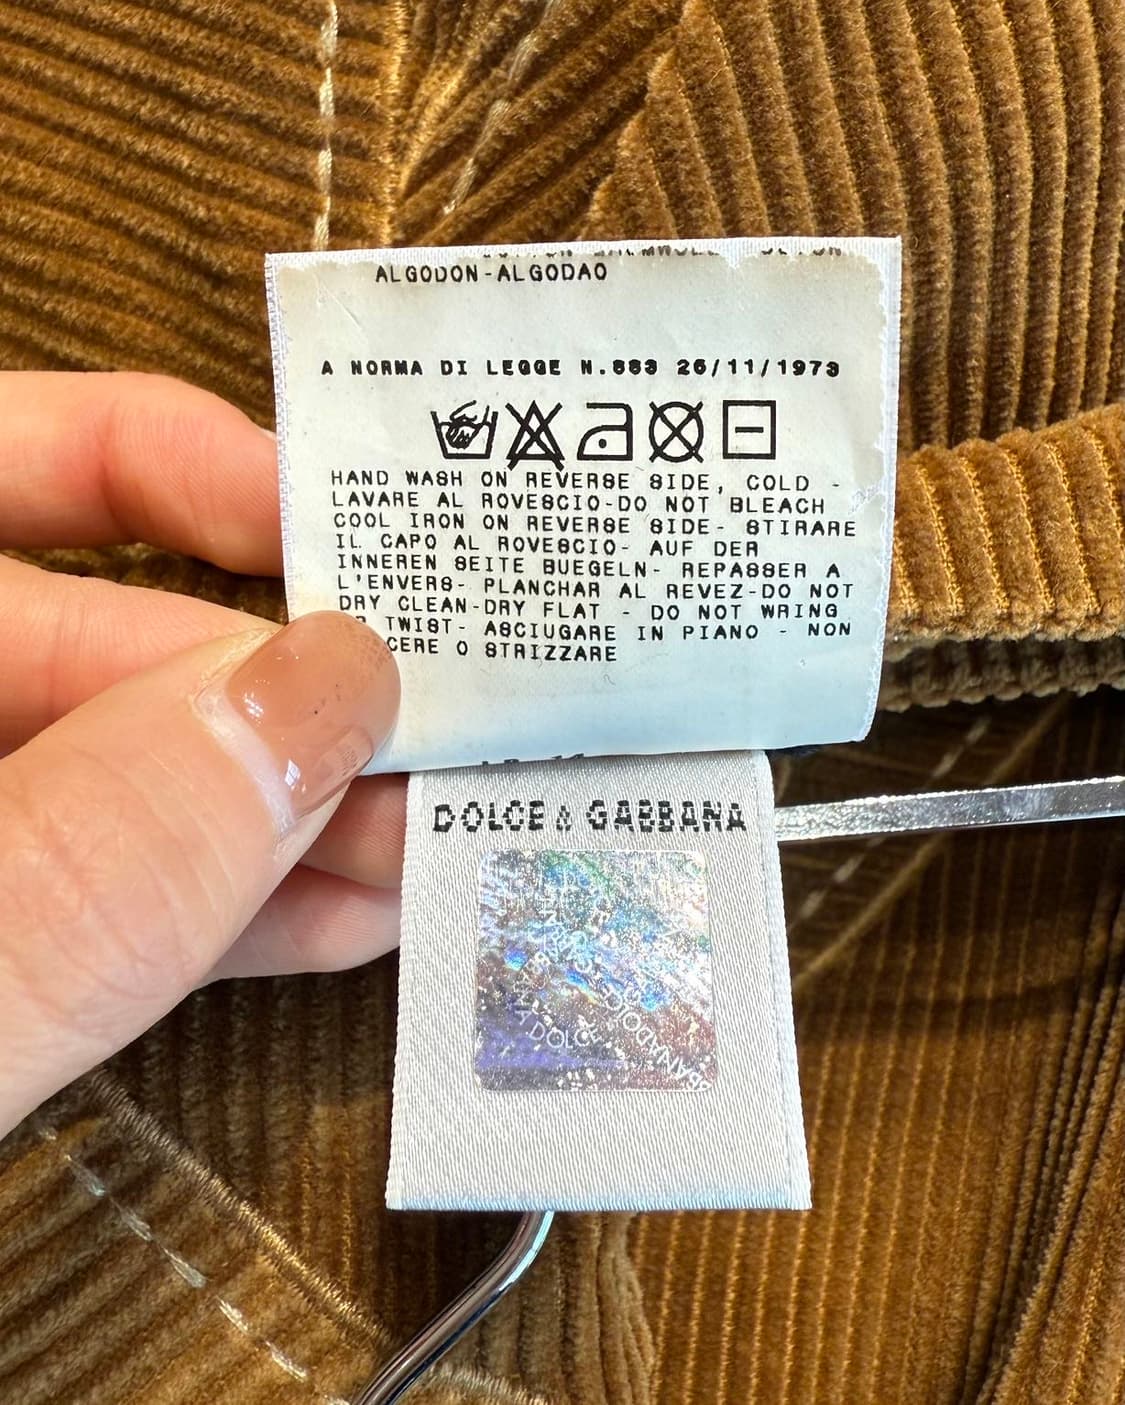 ALGODON-ALGODAO
A NORMA DI LEGGE N.883 26/11/1973
HAND WASH ON REVERSE SIDE, COLD -
LAVARE AL ROVESCIO-DO NOT BLEACH
COOL IRON ON REVERSE SIDE- STIRARE
IL CAPO AL ROVESCIO- AUF DER
INNEREN SEITE BUEGELN- REPASSER A
L'ENVERS- PLANCHAR AL REVEZ-DO NOT
DRY CLEAN-DRY FLAT - DO NOT WRING
TWIST- ASCIUGARE IN PIANO - NON
O STRIZZARE
DOLCE & GABBANA
DOLCE